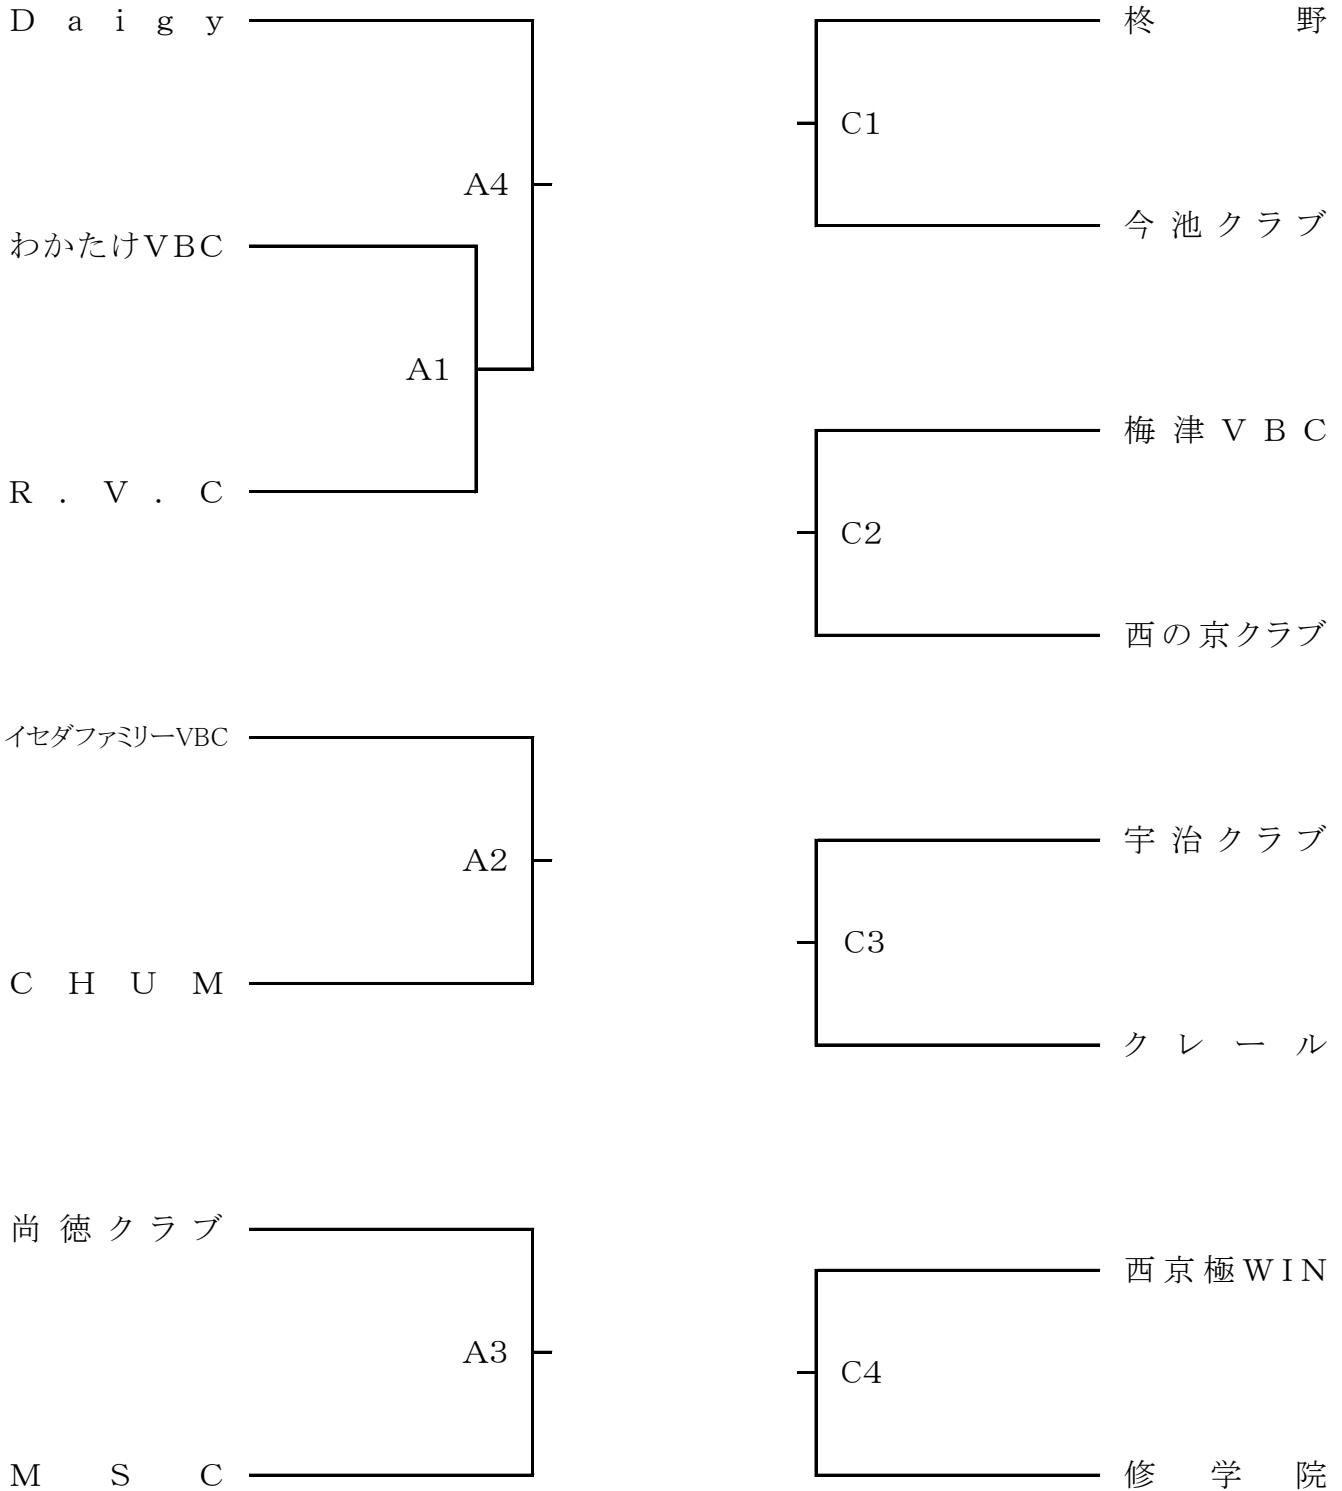 Daigy
A4
わかたけVBC
A1
R.V.C
イセダファミリーVBC
A2
CHUM
尚徳クラブ
A3
MSC
柊野
C1
今池クラブ
梅津VBC
C2
西の京クラブ
宇治クラブ
C3
クレール
西京極WIN
C4
修学院